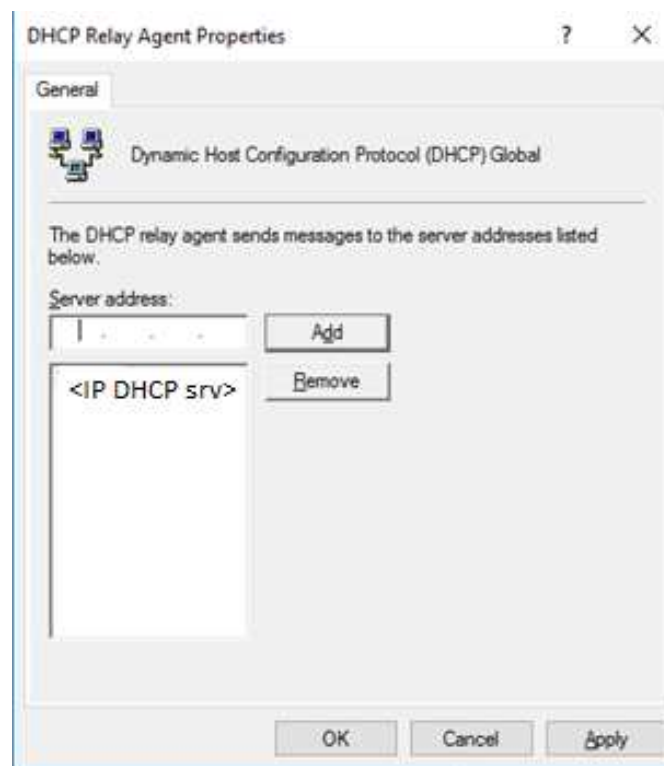 DHCP Relay Agent Properties ? ×
General
Dynamic Host Configuration Protocol (DHCP) Global
The DHCP relay agent sends messages to the server addresses listed
below.
Server address:
. . . Add
<IP DHCP srv> Remove
OK Cancel Apply